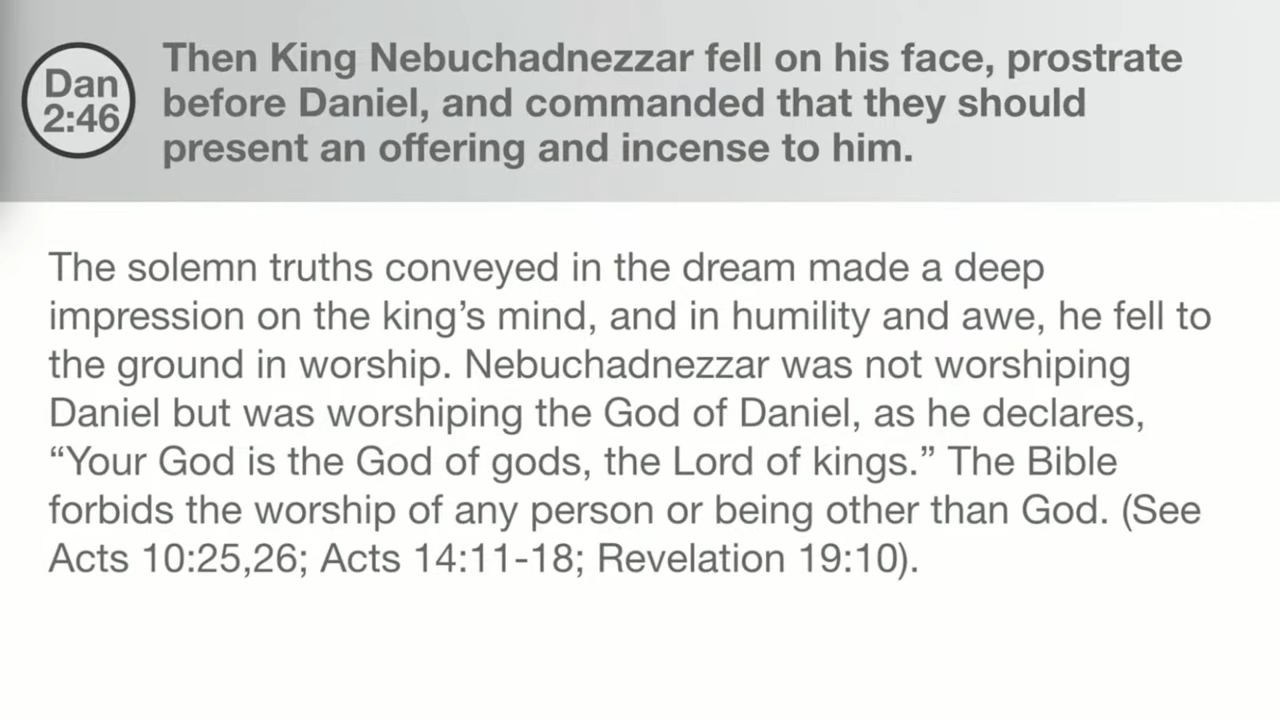 Dan
2:46
Then King Nebuchadnezzar fell on his face, prostrate
before Daniel, and commanded that they should
present an offering and incense to him.
The solemn truths conveyed in the dream made a deep
impression on the king’s mind, and in humility and awe, he fell to
the ground in worship. Nebuchadnezzar was not worshiping
Daniel but was worshiping the God of Daniel, as he declares,
“Your God is the God of gods, the Lord of kings.” The Bible
forbids the worship of any person or being other than God. (See
Acts 10:25,26; Acts 14:11-18; Revelation 19:10).